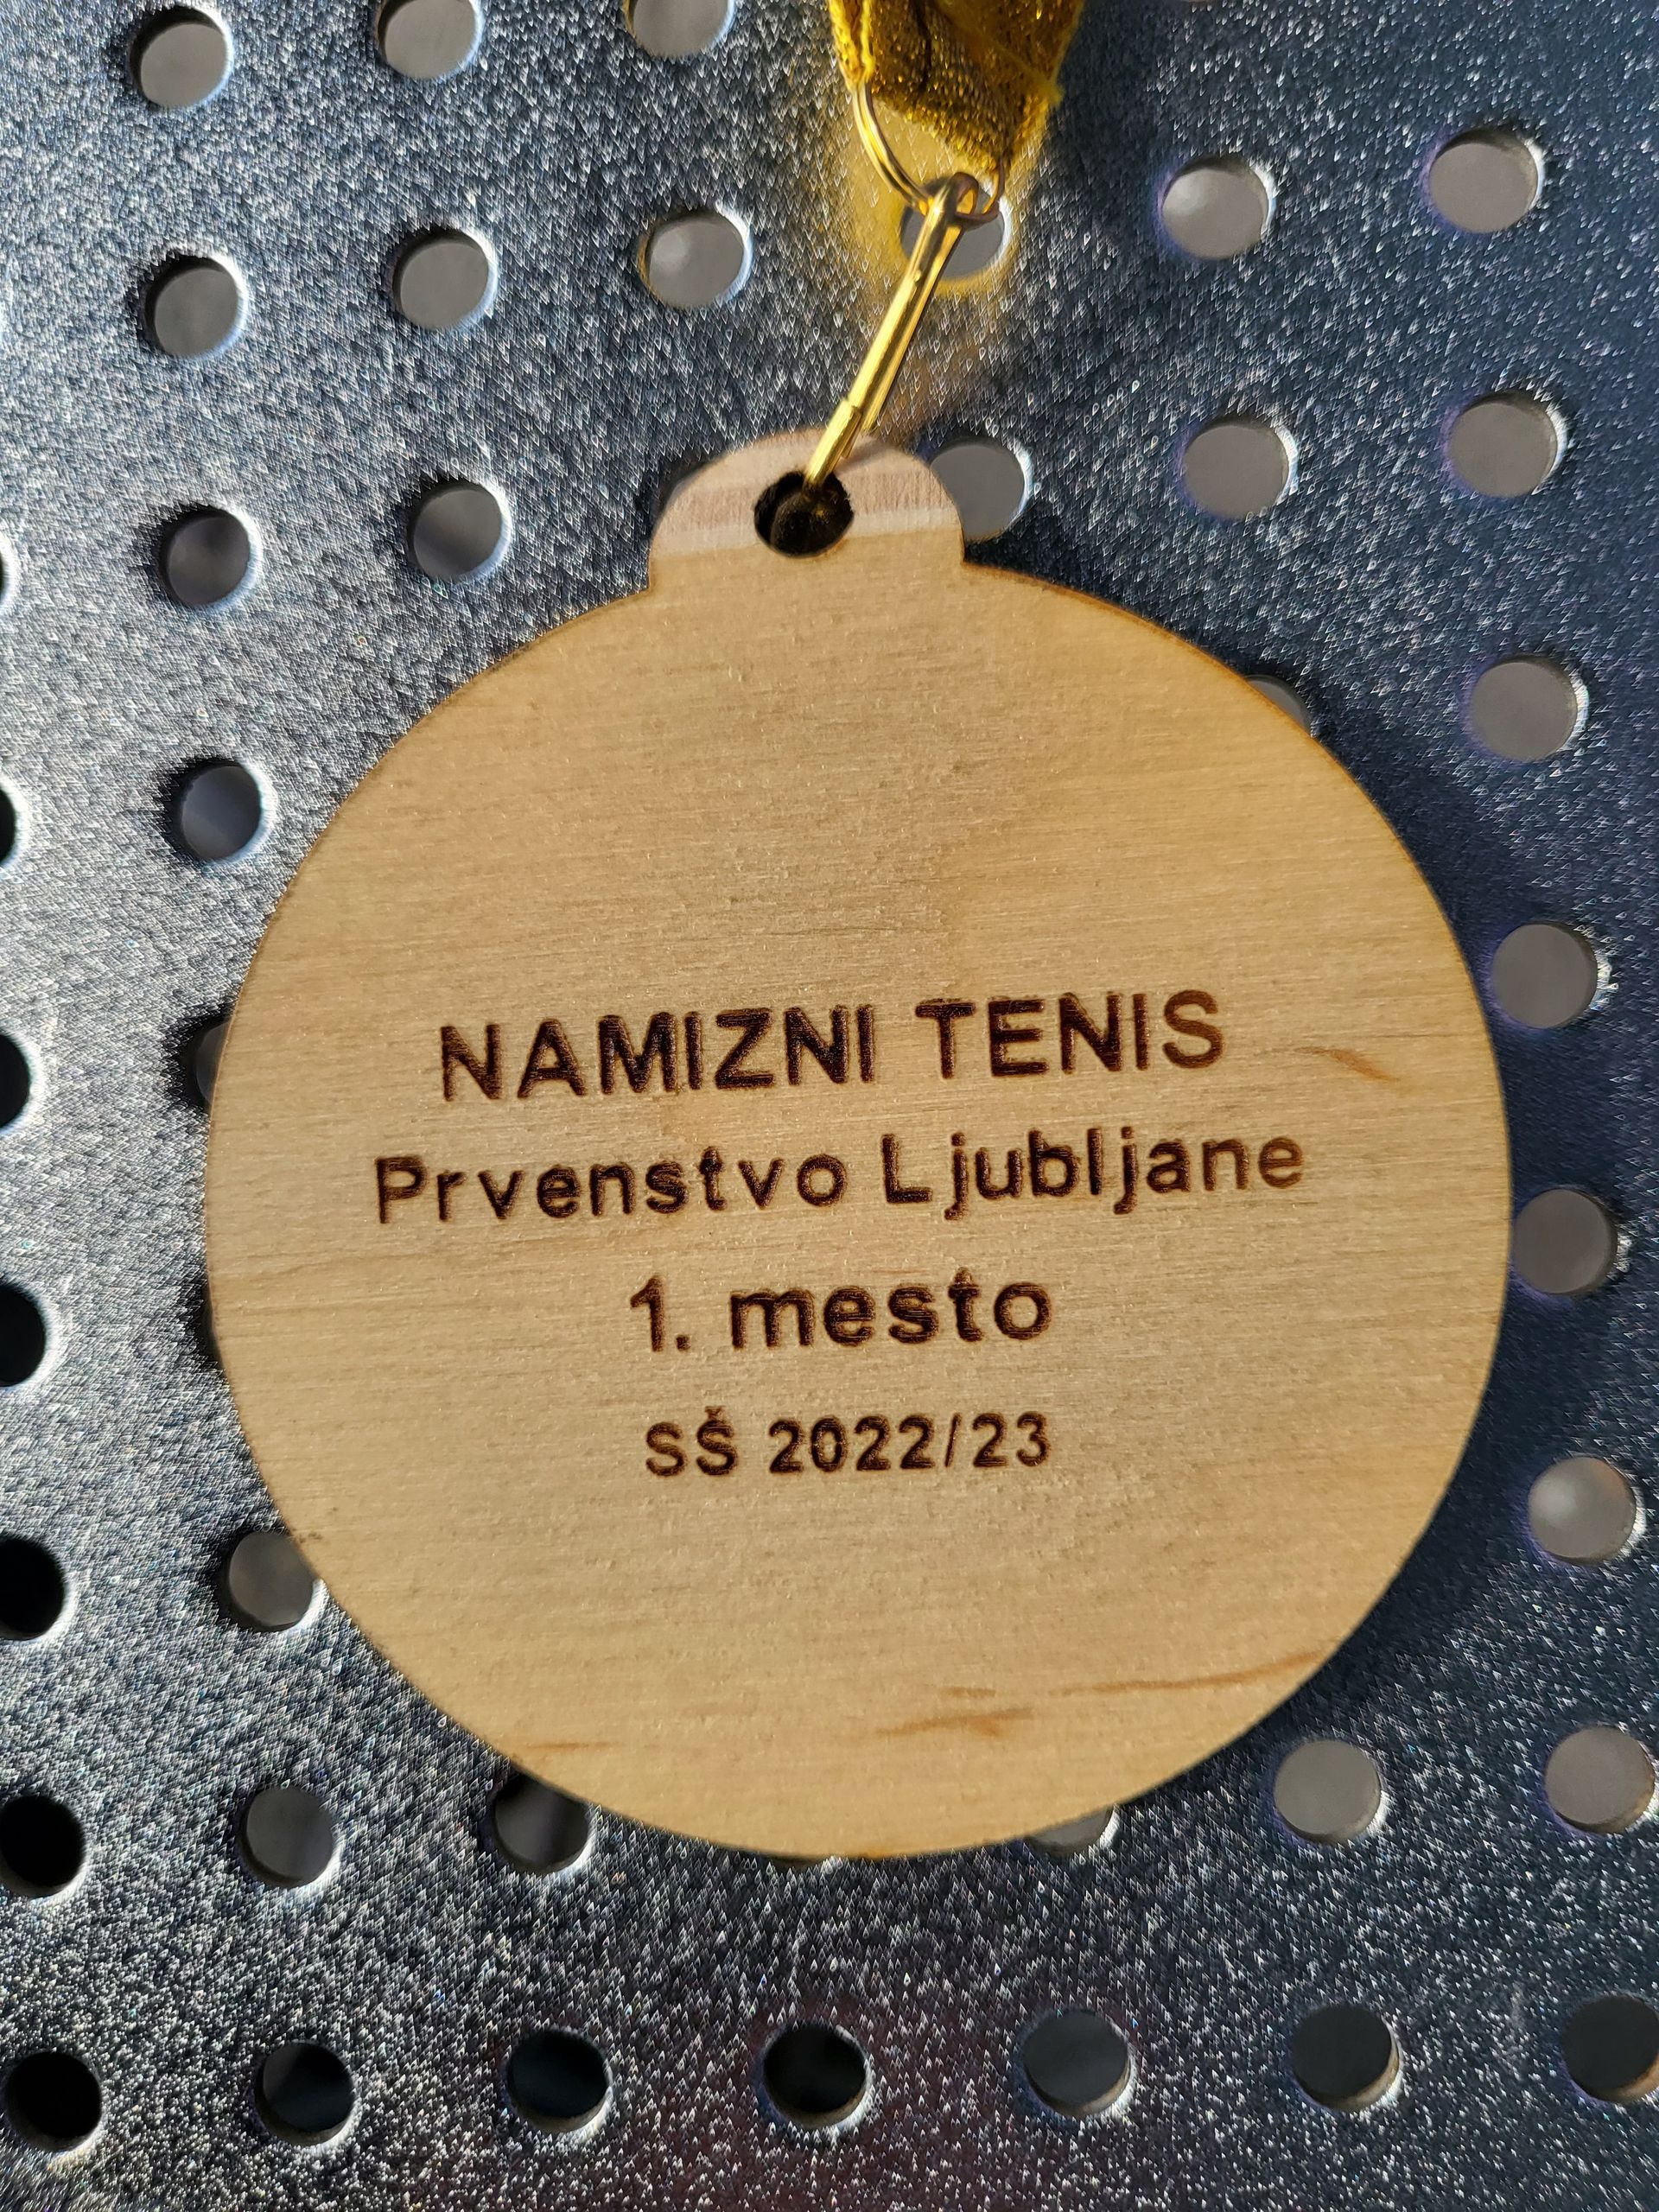 NAMIZNI TENIS
Prvenstvo Ljubljane
1. mesto
SŠ 2022/23